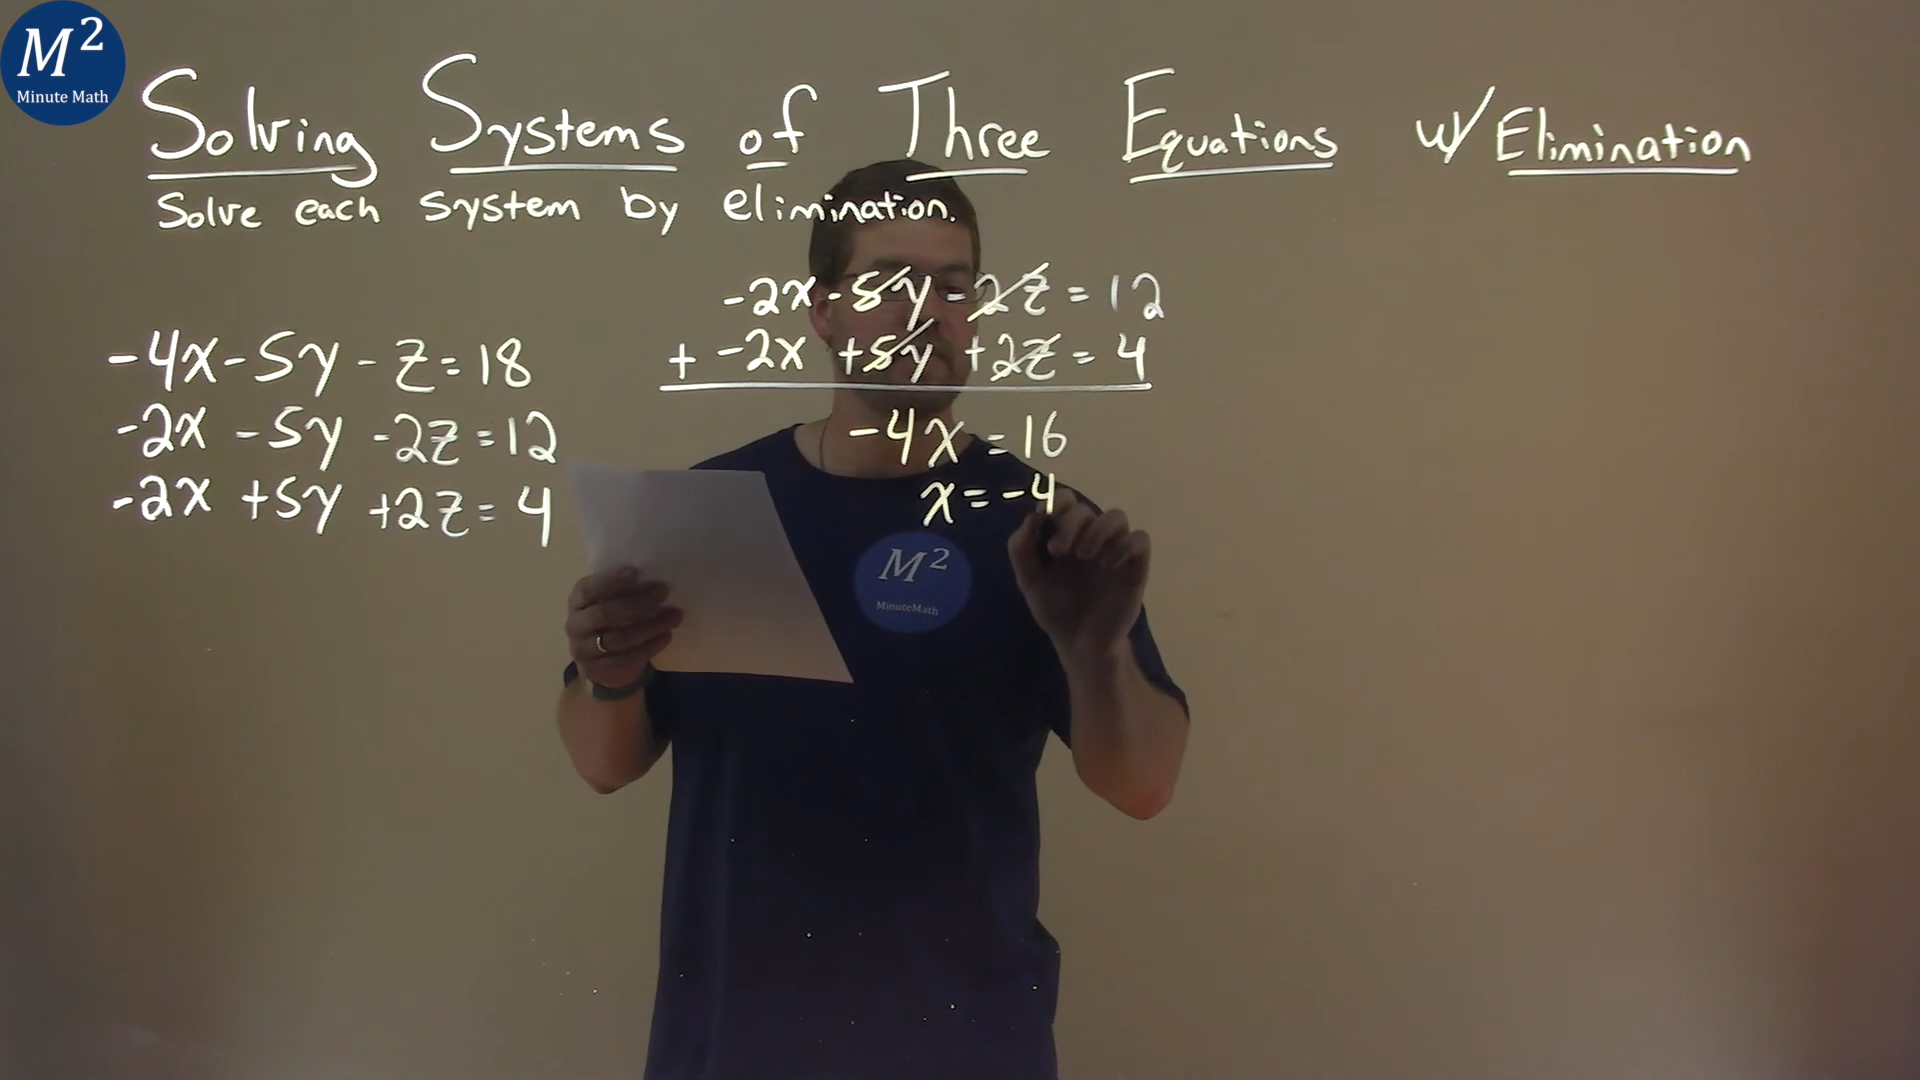 M²
Minute Math
Solving Systems of Three Equations w/ Elimination
Solve each system by elimination.
-4x-5y-z=18
-2x-5y-2z=12
-2x+5y+2z=4
-2x-5y-2z=12
+ -2x+5y+2z=4
-4x=16
x=-4
M²
MinuteMath